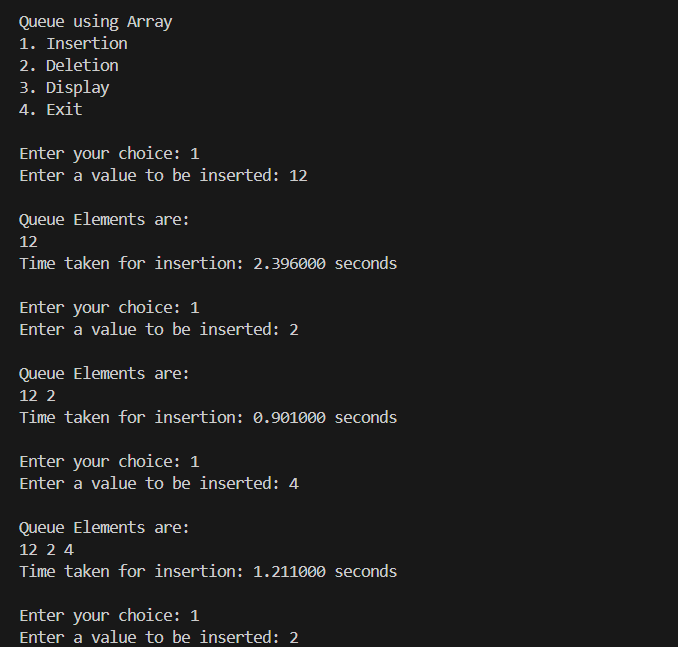 Queue using Array
1. Insertion
2. Deletion
3. Display
4. Exit
Enter your choice: 1
Enter a value to be inserted: 12
Queue Elements are:
12
Time taken for insertion: 2.396000 seconds
Enter your choice: 1
Enter a value to be inserted: 2
Queue Elements are:
12 2
Time taken for insertion: 0.901000 seconds
Enter your choice: 1
Enter a value to be inserted: 4
Queue Elements are:
12 2 4
Time taken for insertion: 1.211000 seconds
Enter your choice: 1
Enter a value to be inserted: 2